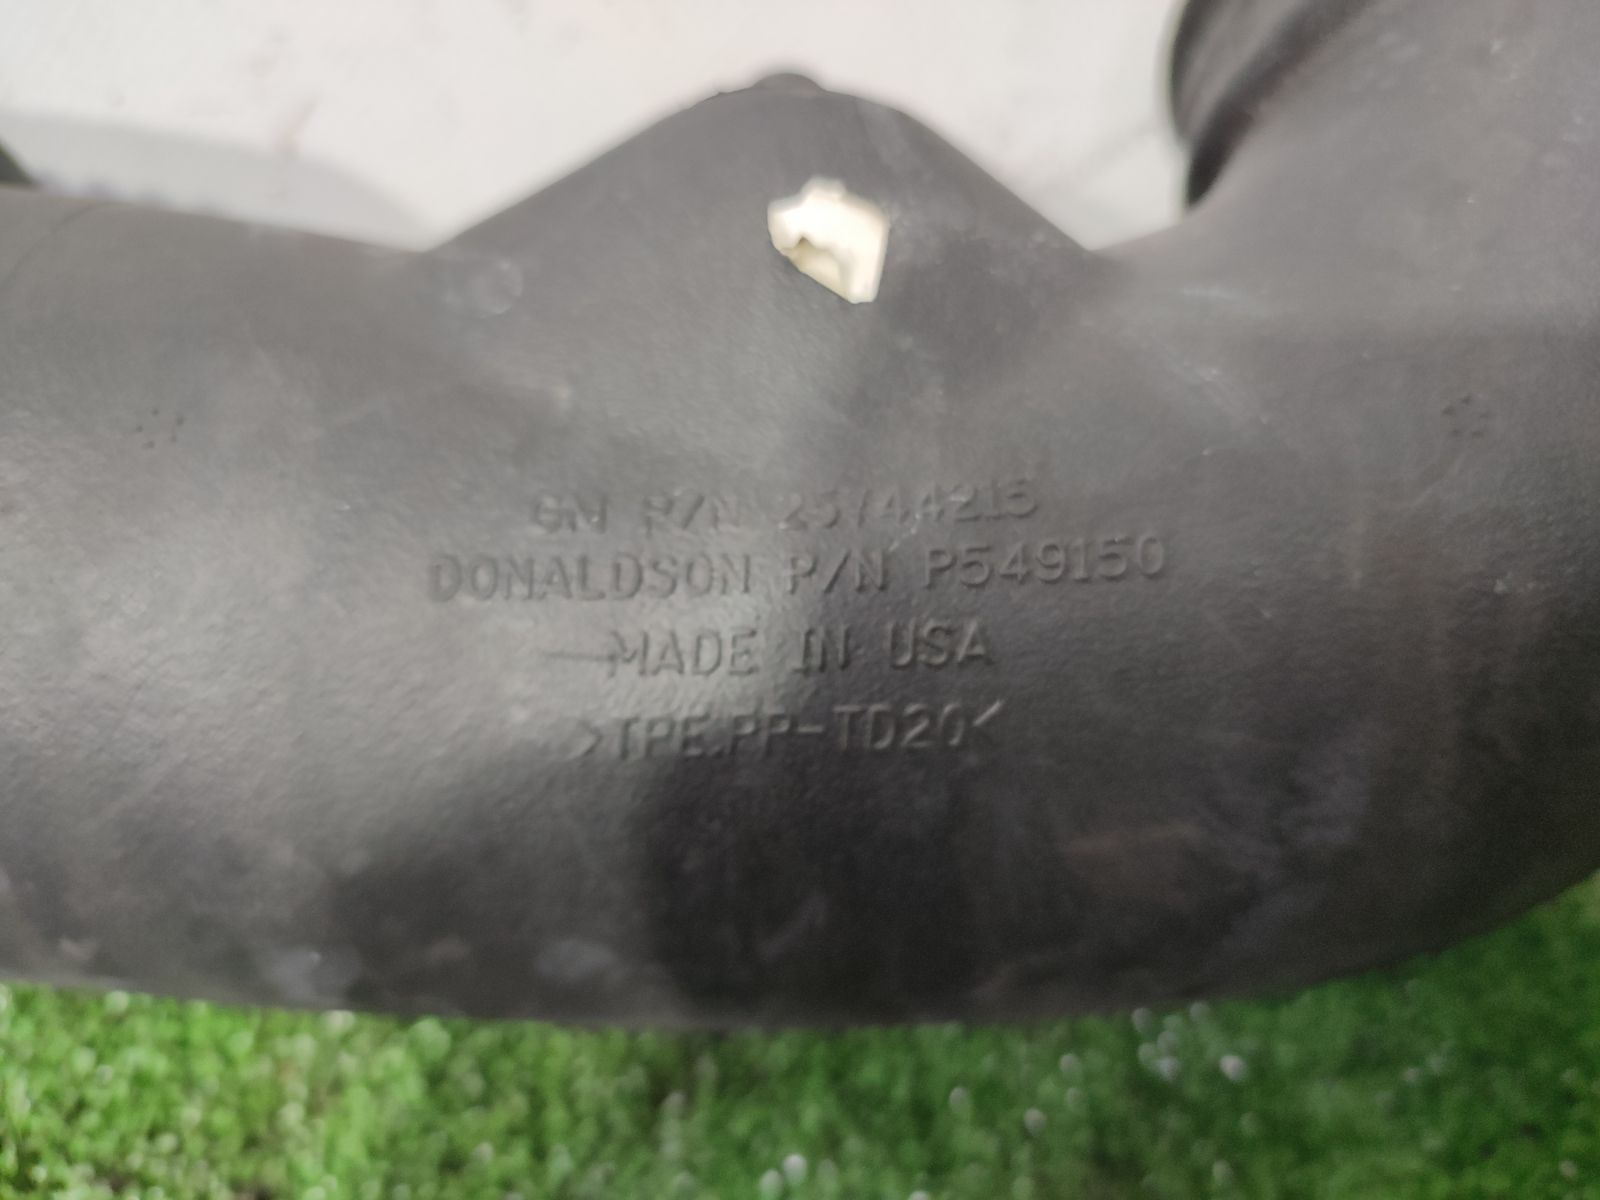 GM P/N 25744215
DONALDSON P/N P549150
MADE IN USA
>TPE,PP-TD20<